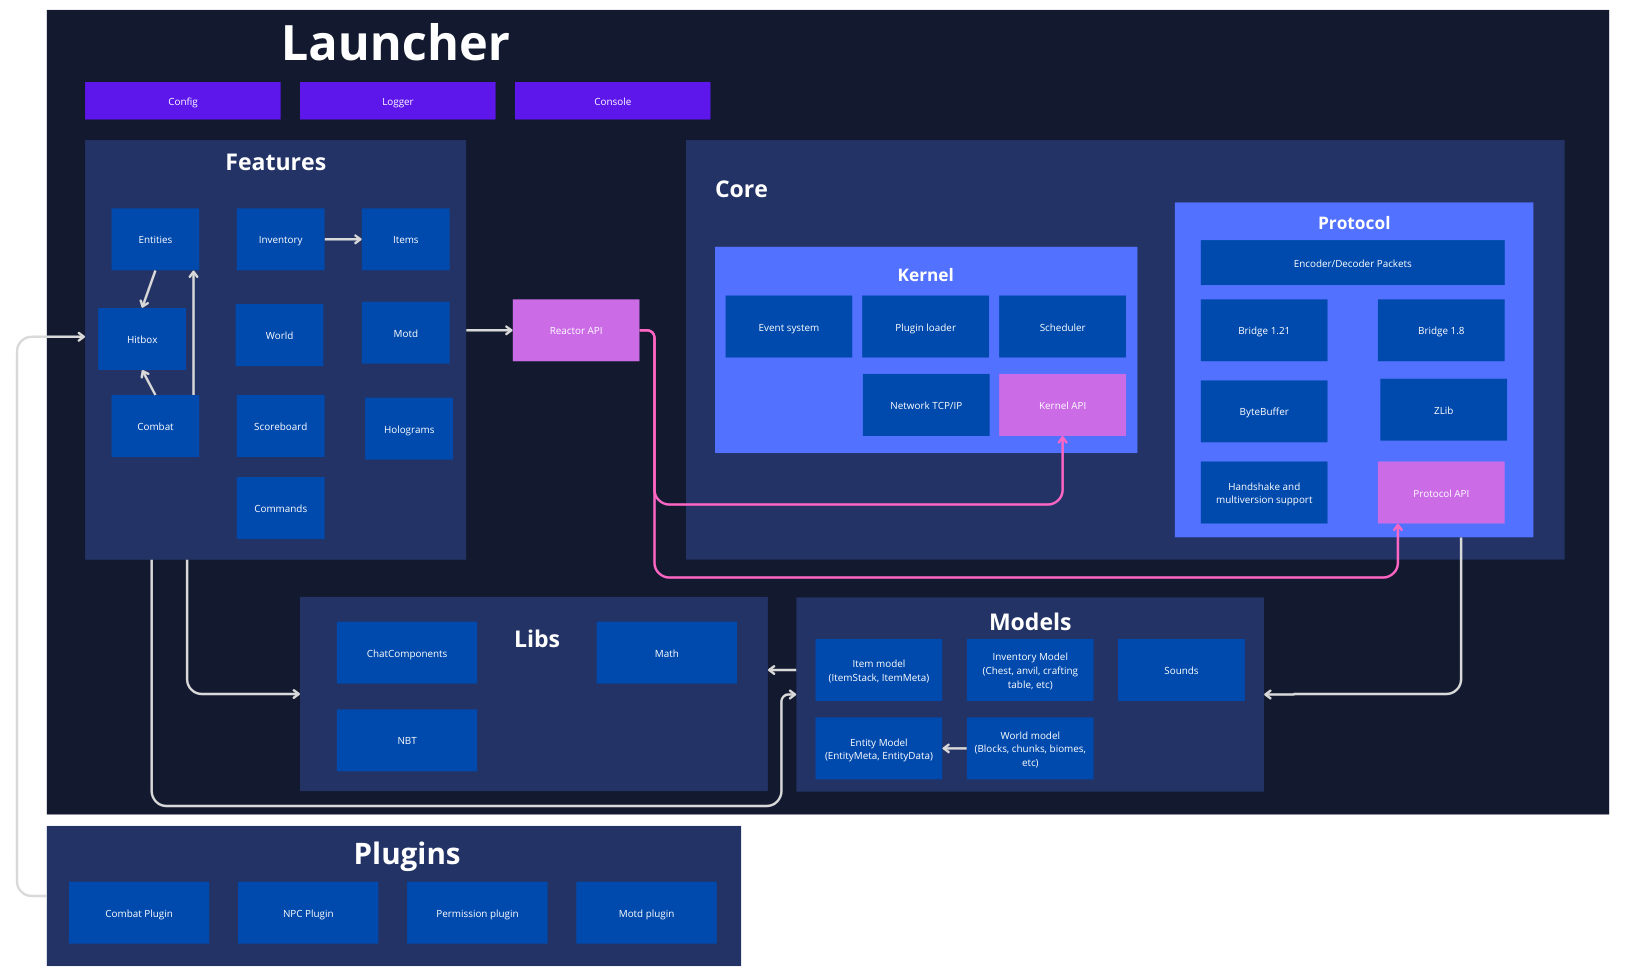 Launcher
Config
Logger
Console
Features
Entities
Inventory
Items
Hitbox
World
Motd
Combat
Scoreboard
Holograms
Commands
Reactor API
Core
Kernel
Event system
Plugin loader
Scheduler
Network TCP/IP
Kernel API
Protocol
Encoder/Decoder Packets
Bridge 1.21
Bridge 1.8
ByteBuffer
ZLib
Handshake and
multiversion support
Protocol API
Libs
ChatComponents
Math
NBT
Models
Item model
(ItemStack, ItemMeta)
Inventory Model
(Chest, anvil, crafting
table, etc)
Sounds
Entity Model
(EntityMeta, EntityData)
World model
(Blocks, chunks, biomes,
etc)
Plugins
Combat Plugin
NPC Plugin
Permission plugin
Motd plugin